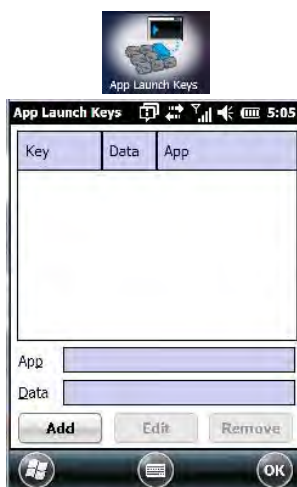 App Launch Keys
App Launch Keys 5:05
Key Data App
App
Data
Add Edit Remove
OK